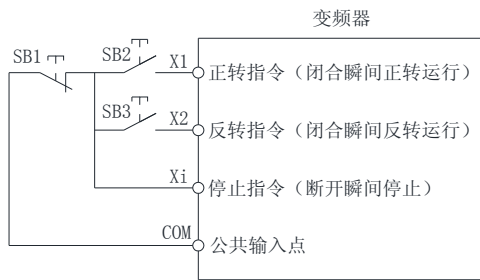 变频器
SB1
SB2
X1
正转指令（闭合瞬间正转运行）
SB3
X2
反转指令（闭合瞬间反转运行）
Xi
停止指令（断开瞬间停止）
COM
公共输入点